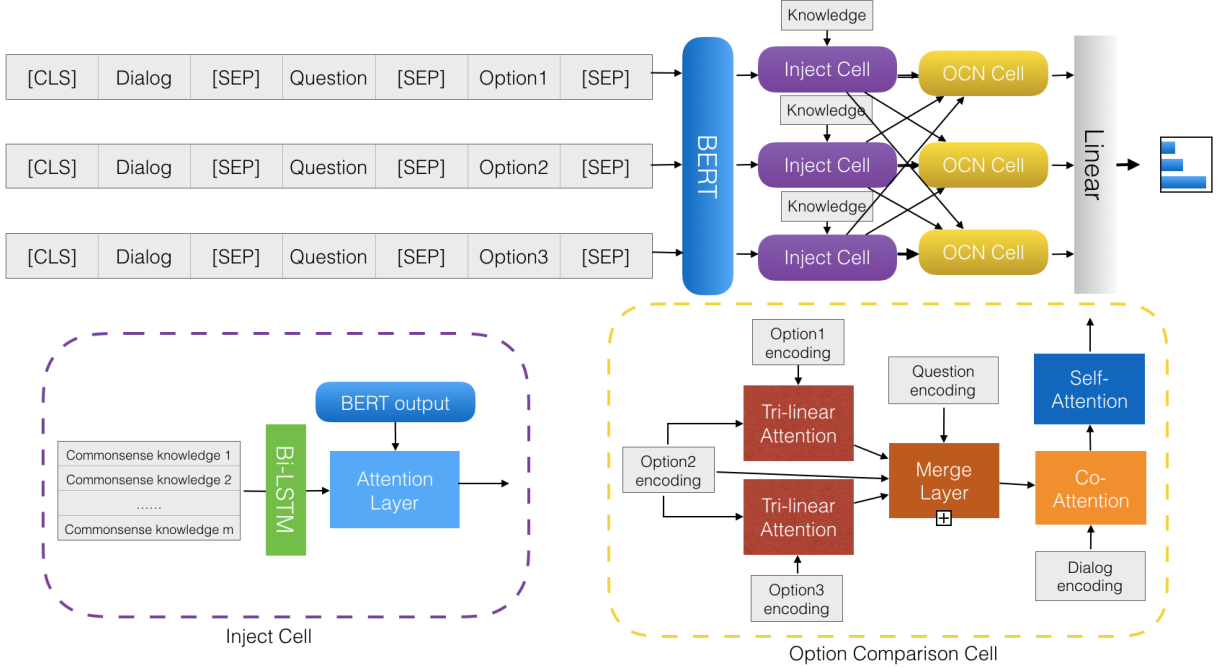 Knowledge
[CLS] Dialog [SEP] Question [SEP] Option1 [SEP]
BERT
Inject Cell
OCN Cell
Knowledge
[CLS] Dialog [SEP] Question [SEP] Option2 [SEP]
Inject Cell
OCN Cell
Linear
Knowledge
[CLS] Dialog [SEP] Question [SEP] Option3 [SEP]
Inject Cell
OCN Cell
BERT output
Commonsense knowledge 1
Commonsense knowledge 2
......
Commonsense knowledge m
Bi-LSTM
Attention
Layer
Inject Cell
Option1
encoding
Question
encoding
Self-
Attention
Tri-linear
Attention
Option2
encoding
Merge
Layer
Co-
Attention
Tri-linear
Attention
Option3
encoding
Dialog
encoding
Option Comparison Cell